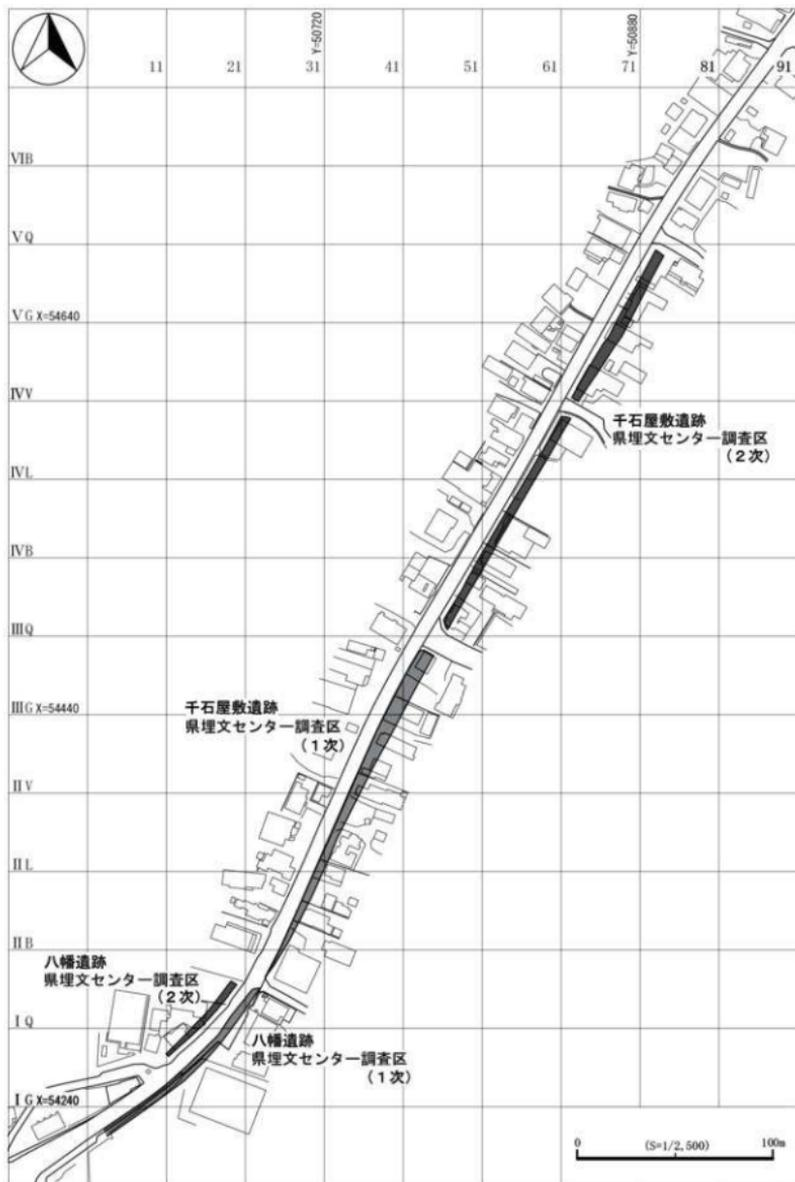 Y=50720
Y=50880
11 21 31 41 51 61 71 81 91
VIB
VQ
VG X=54640
IVV
千石屋敷遺跡
県埋文センター調査区
(2次)
IVL
IVB
IIIQ
千石屋敷遺跡
県埋文センター調査区
(1次)
IIIG X=54440
IIV
IIL
IIB
八幡遺跡
県埋文センター調査区
(2次)
IQ
八幡遺跡
県埋文センター調査区
(1次)
IG X=54240
0 (S=1/2,500) 100m